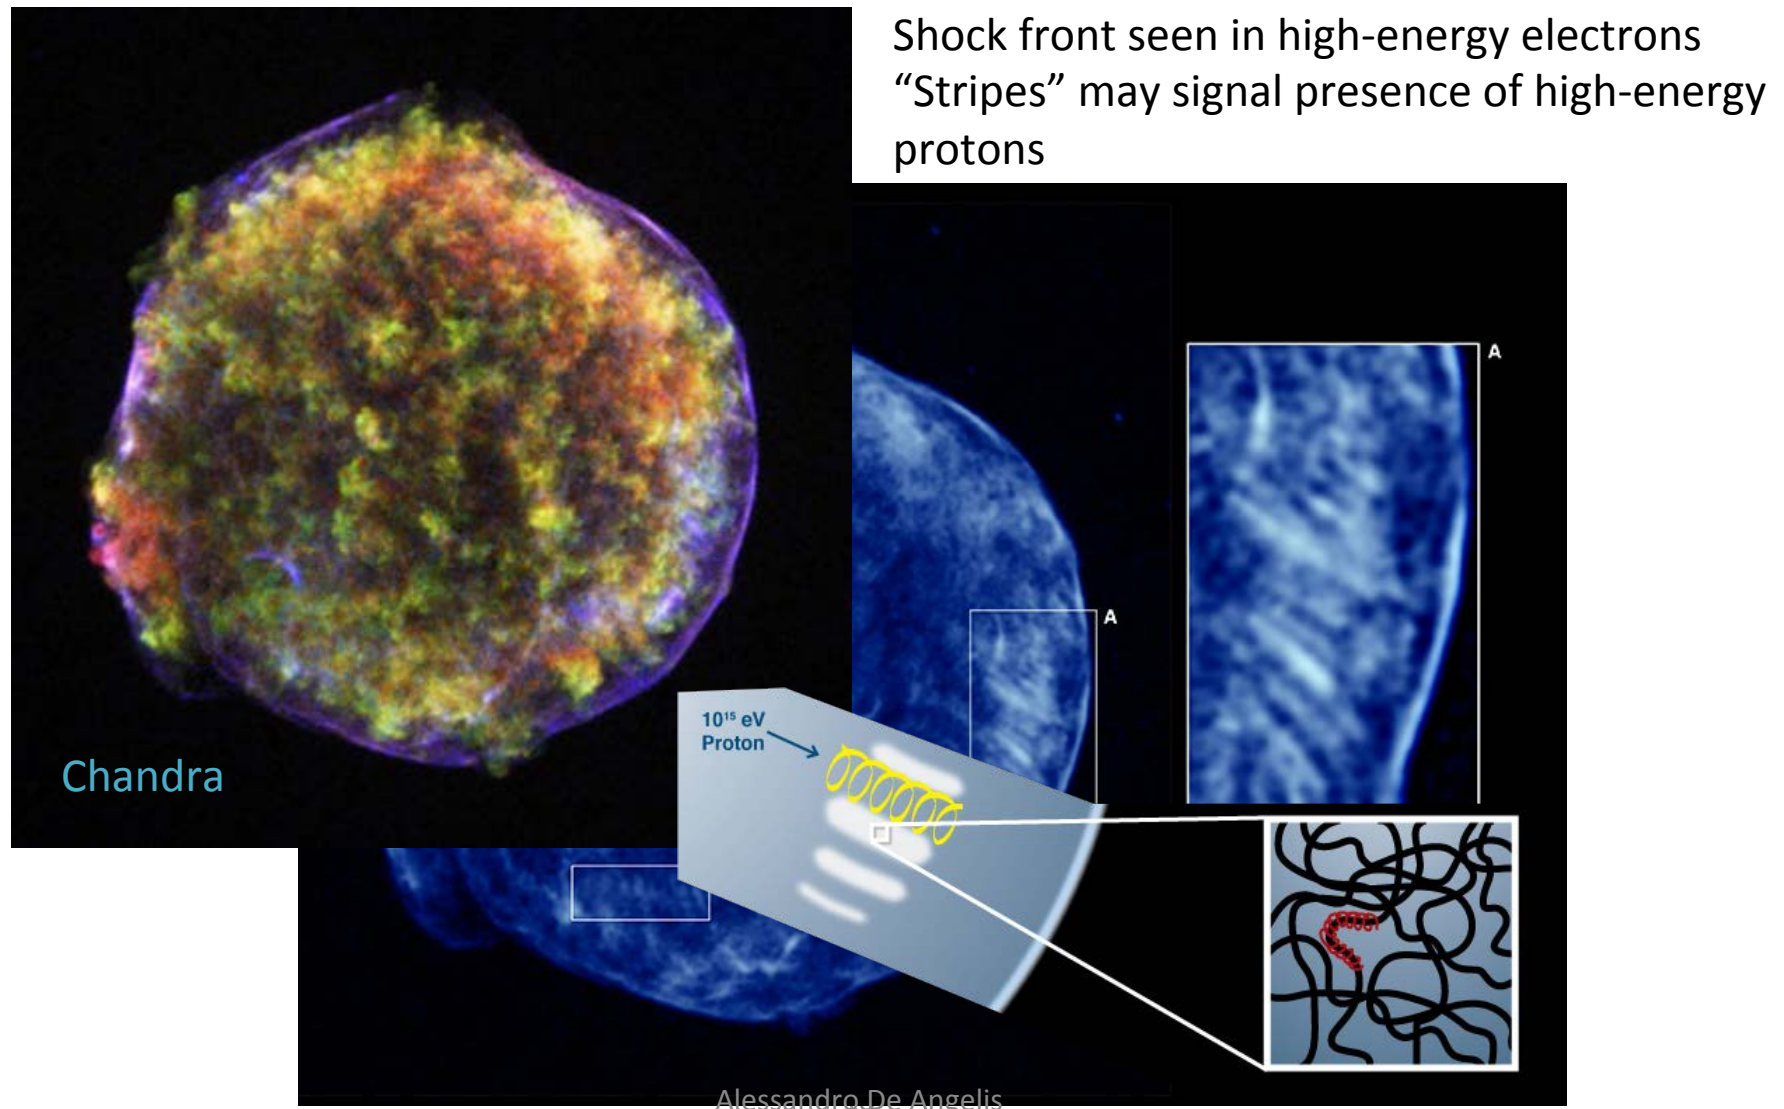 Shock front seen in high-energy electrons
“Stripes” may signal presence of high-energy
protons
A
A
10¹⁵ eV
Proton
Chandra
Alessandro De Angelis